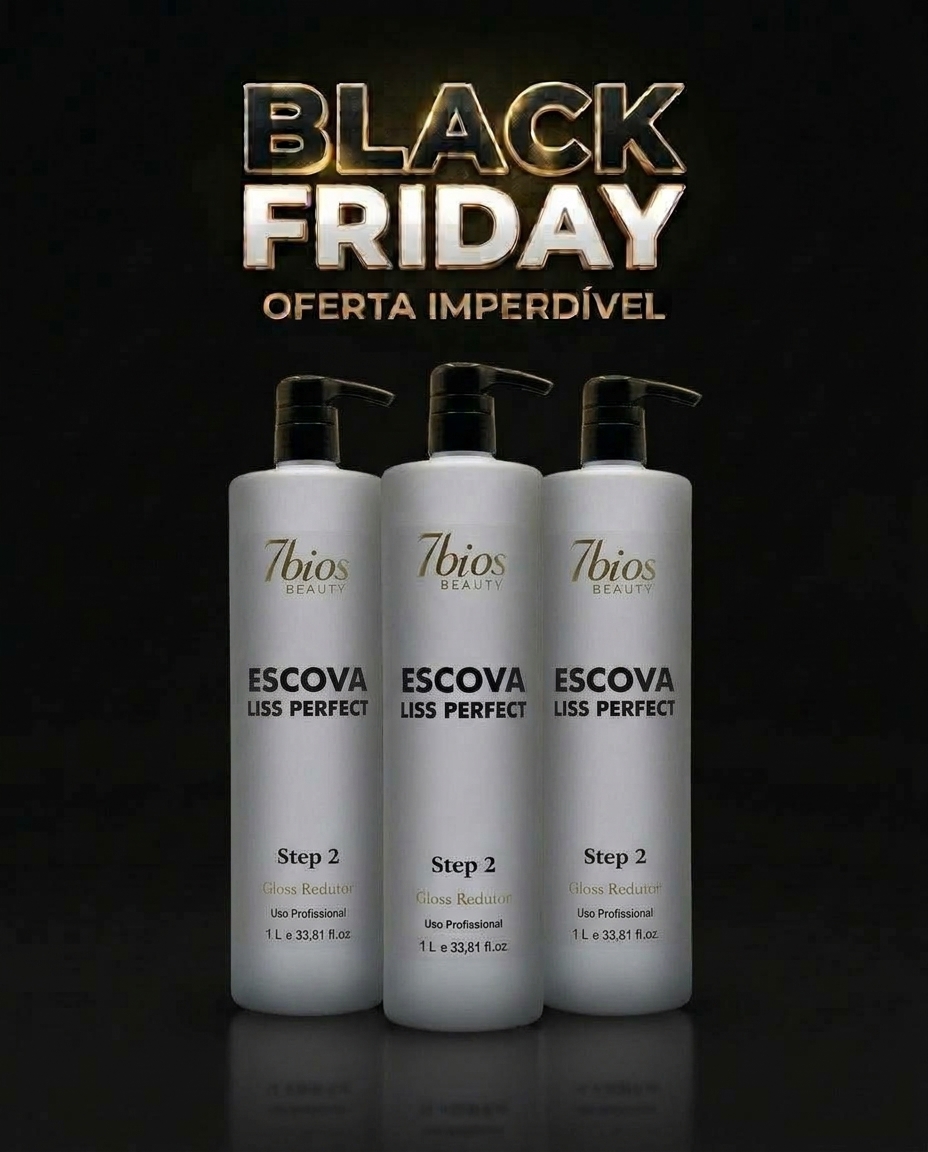 BLACK
FRIDAY
OFERTA IMPERDÍVEL
7bios
BEAUTY
ESCOVA
LISS PERFECT
Step 2
Gloss Redutor
Uso Profissional
1 L e 33,81 fl.oz
7bios
BEAUTY
ESCOVA
LISS PERFECT
Step 2
Gloss Redutor
Uso Profissional
1 L e 33,81 fl.oz
7bios
BEAUTY
ESCOVA
LISS PERFECT
Step 2
Gloss Redutor
Uso Profissional
1 L e 33,81 fl.oz